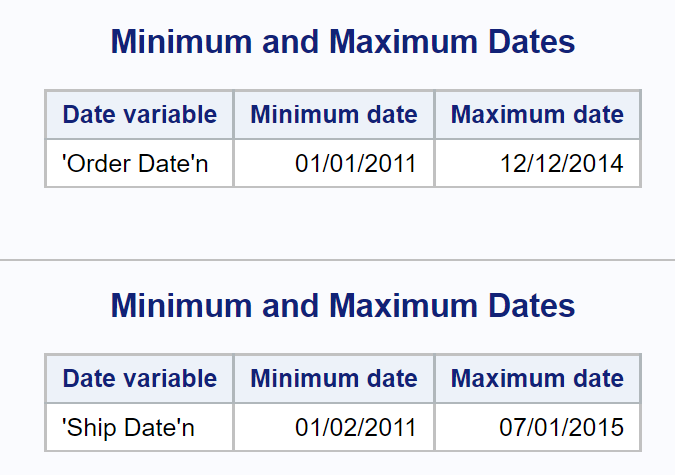 Minimum and Maximum Dates
Date variable Minimum date Maximum date
'Order Date'n 01/01/2011 12/12/2014
Minimum and Maximum Dates
Date variable Minimum date Maximum date
'Ship Date'n 01/02/2011 07/01/2015